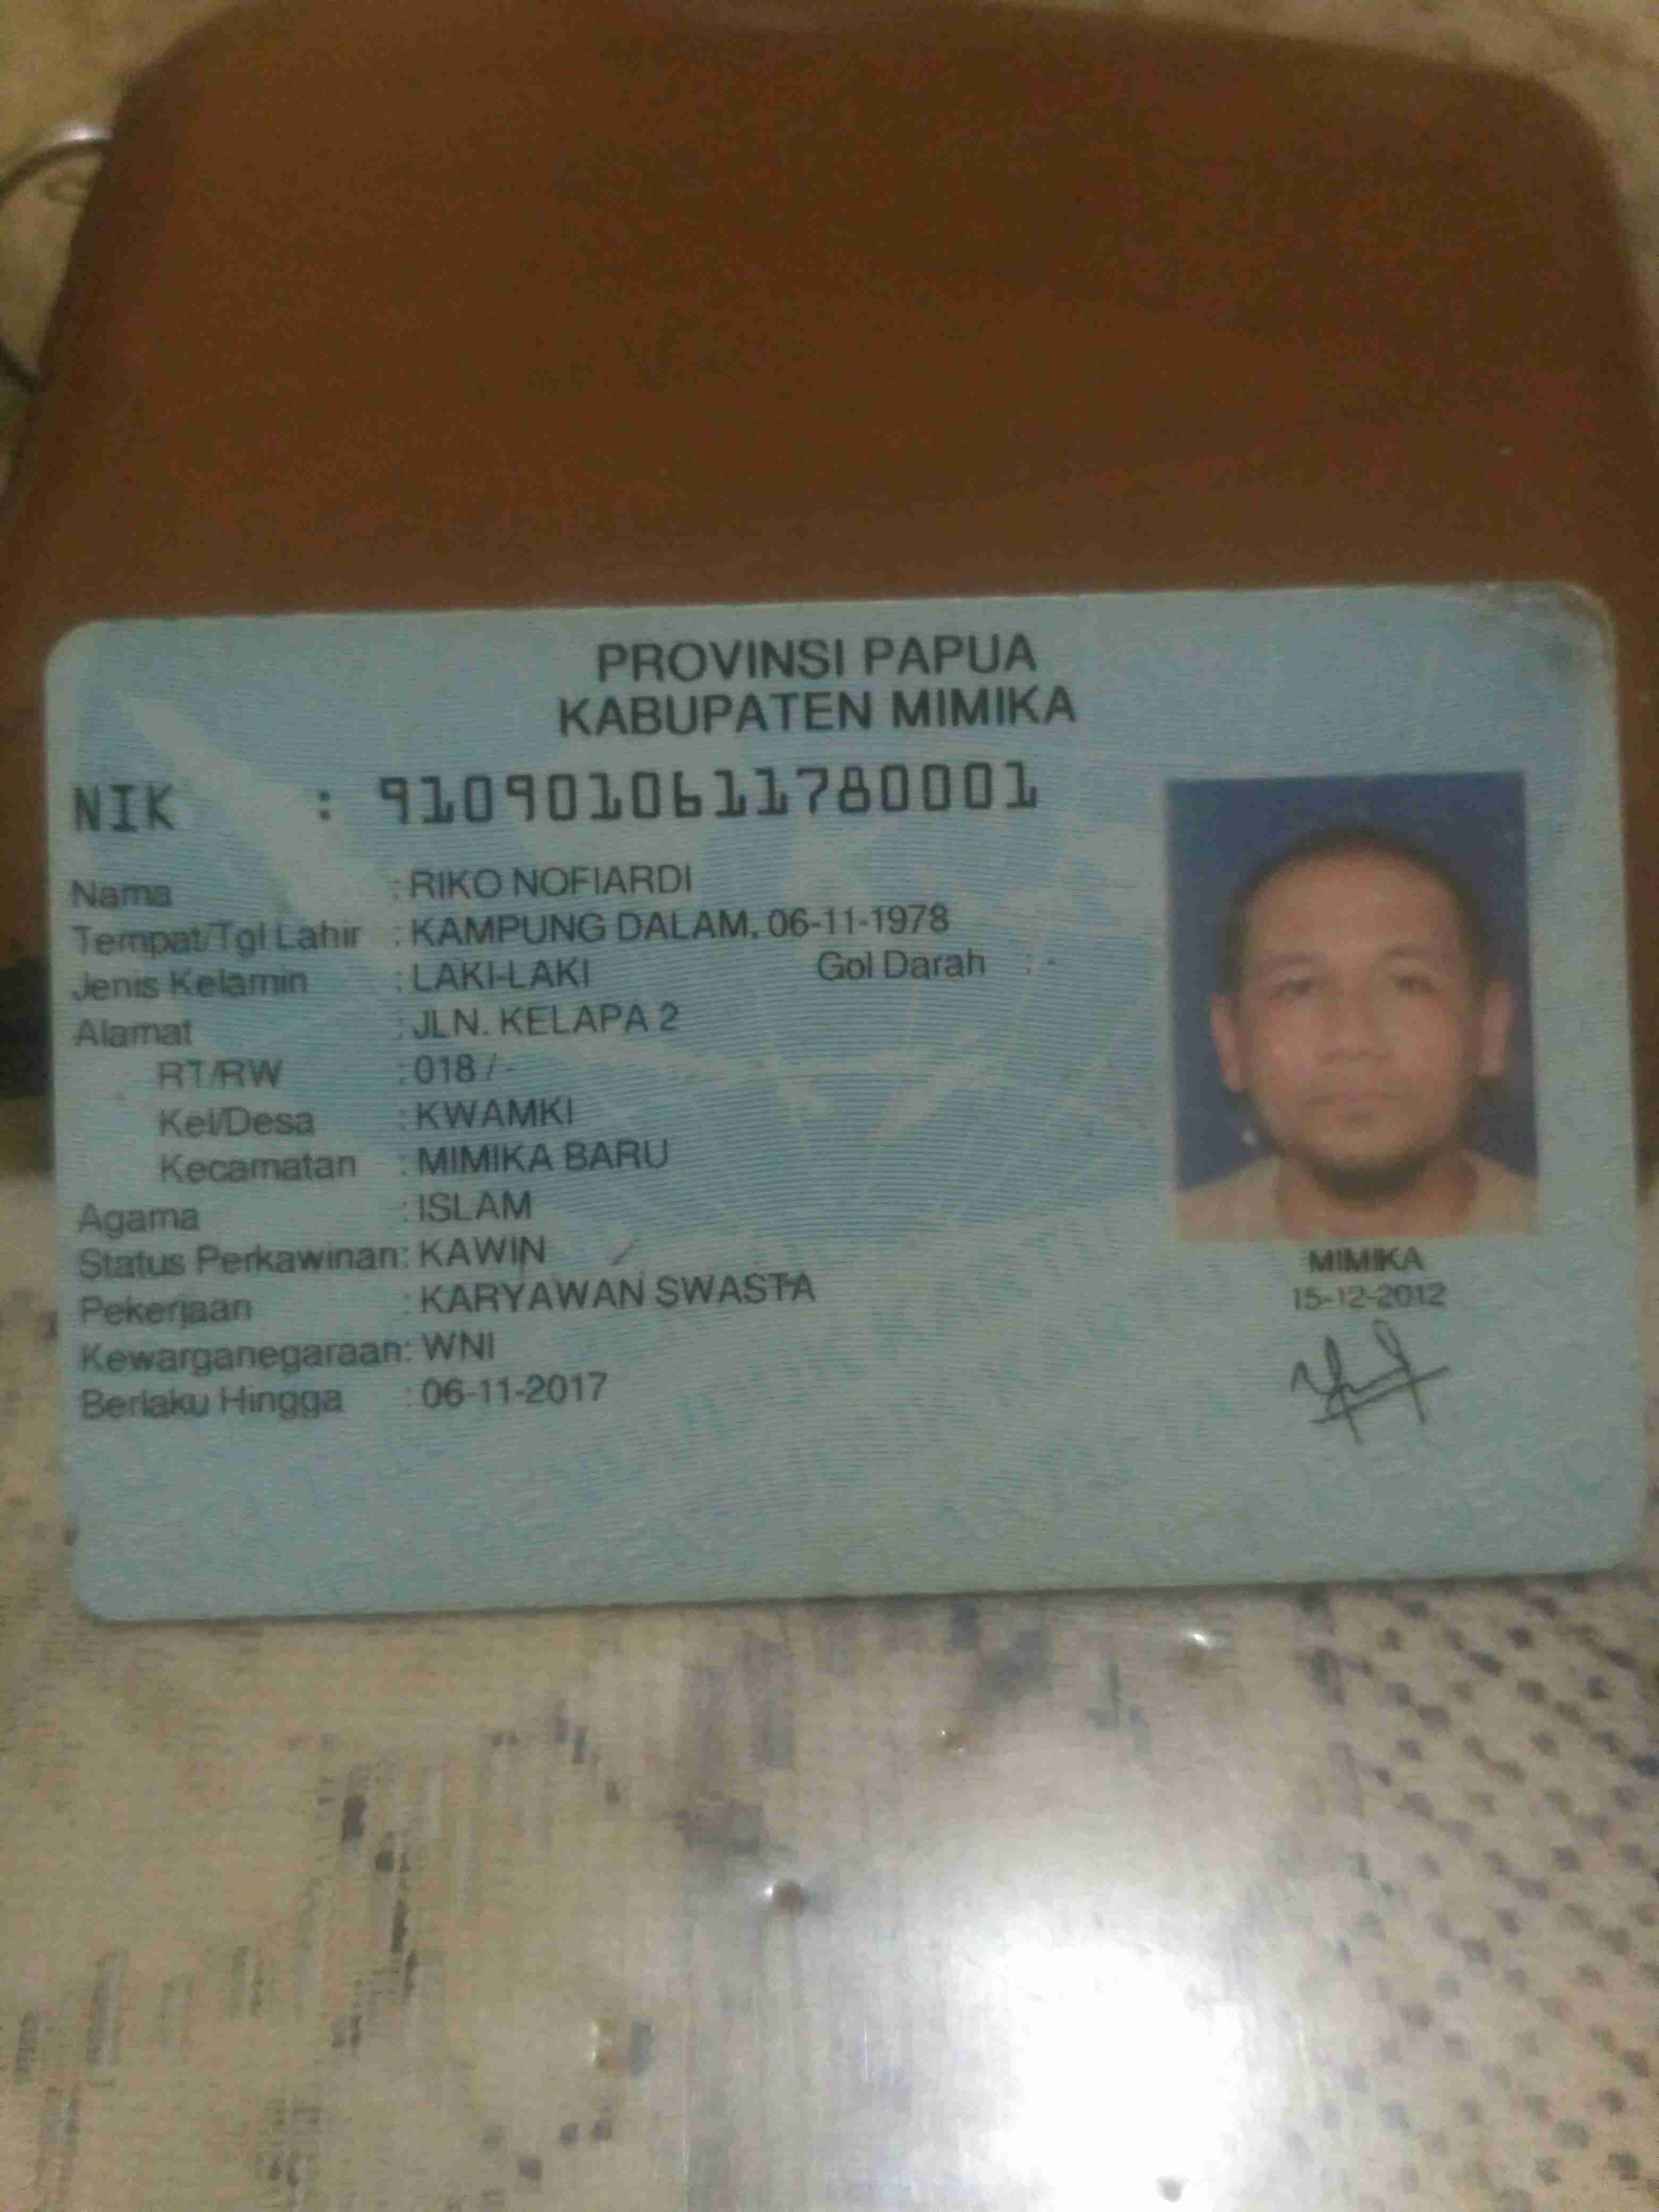 PROVINSI PAPUA
KABUPATEN MIMIKA
NIK : 9109010611780001
Nama : RIKO NOFIARDI
Tempat/Tgl Lahir : KAMPUNG DALAM, 06-11-1978
Jenis Kelamin : LAKI-LAKI Gol Darah : -
Alamat : JLN. KELAPA 2
RT/RW : 018 / -
Kel/Desa : KWAMKI
Kecamatan : MIMIKA BARU
Agama : ISLAM
Status Perkawinan: KAWIN
Pekerjaan : KARYAWAN SWASTA
Kewarganegaraan: WNI
Berlaku Hingga : 06-11-2017
MIMIKA
15-12-2012